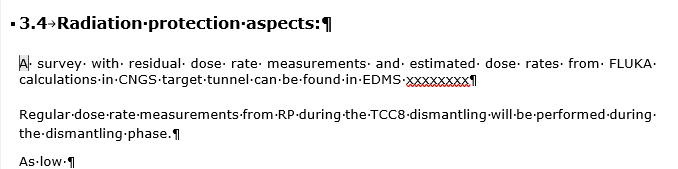 3.4 Radiation protection aspects:
A survey with residual dose rate measurements and estimated dose rates from FLUKA
calculations in CNGS target tunnel can be found in EDMS xxxxxxxx
Regular dose rate measurements from RP during the TCC8 dismantling will be performed during
the dismantling phase.
As low